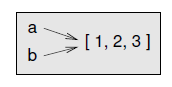 a
b
[ 1, 2, 3 ]